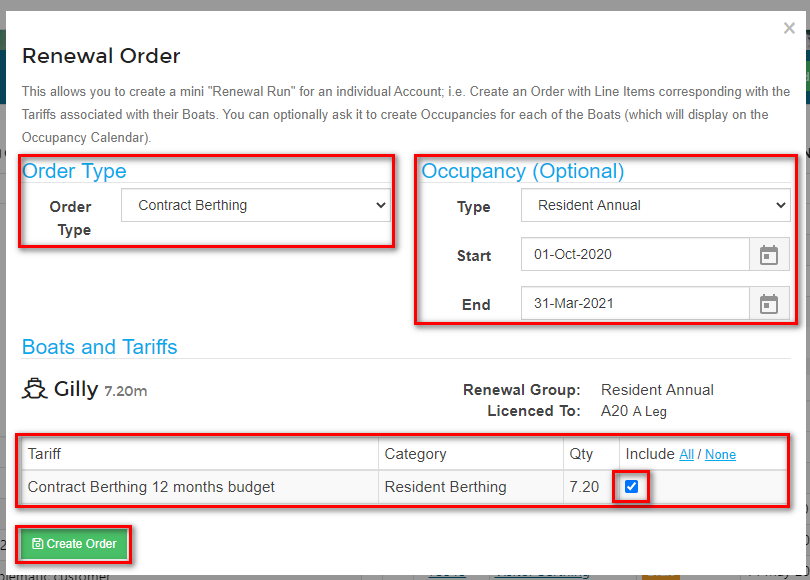 ×
Renewal Order
This allows you to create a mini "Renewal Run" for an individual Account; i.e. Create an Order with Line Items corresponding with the
Tariffs associated with their Boats. You can optionally ask it to create Occupancies for each of the Boats (which will display on the
Occupancy Calendar).
Order Type
Order Type
Contract Berthing
Occupancy (Optional)
Type Resident Annual
Start 01-Oct-2020
End 31-Mar-2021
Boats and Tariffs
Gilly 7.20m
Renewal Group: Resident Annual
Licenced To: A20 A Leg
Tariff Category Qty Include All / None
Contract Berthing 12 months budget Resident Berthing 7.20
Create Order